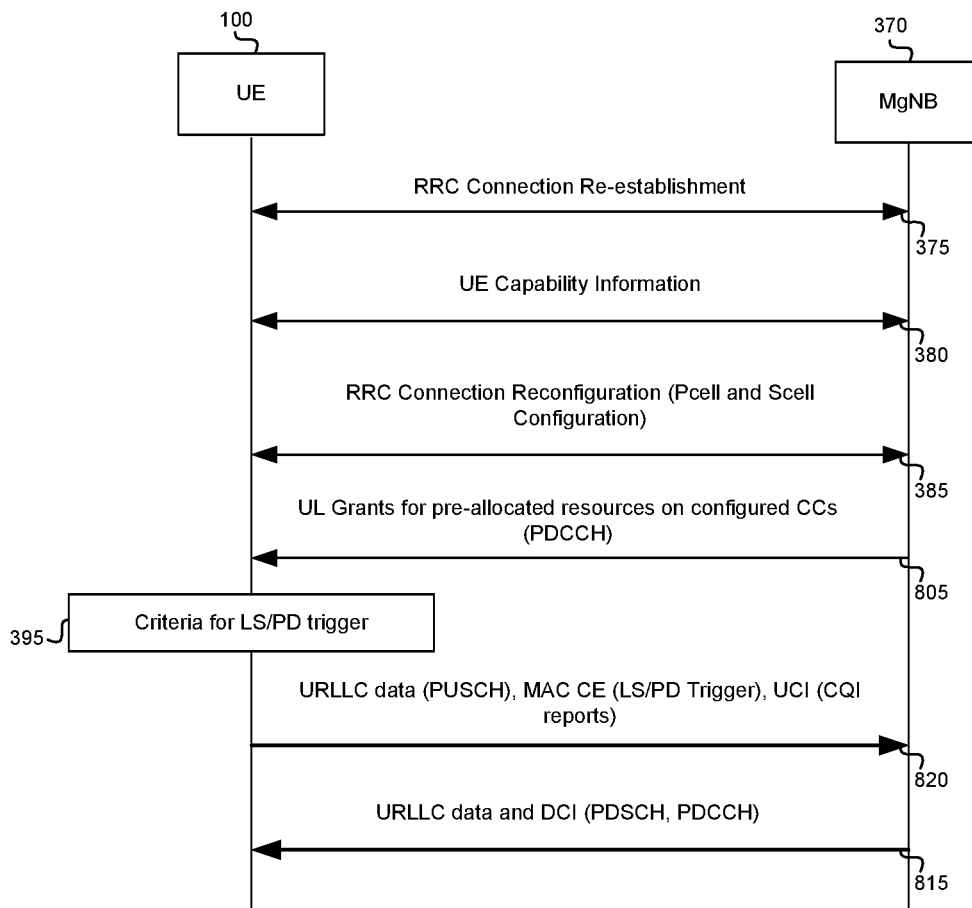 100
370
UE
MgNB
RRC Connection Re-establishment
375
UE Capability Information
380
RRC Connection Reconfiguration (Pcell and Scell
Configuration)
385
UL Grants for pre-allocated resources on configured CCs
(PDCCH)
805
Criteria for LS/PD trigger
395
URLLC data (PUSCH), MAC CE (LS/PD Trigger), UCI (CQI
reports)
820
URLLC data and DCI (PDSCH, PDCCH)
815